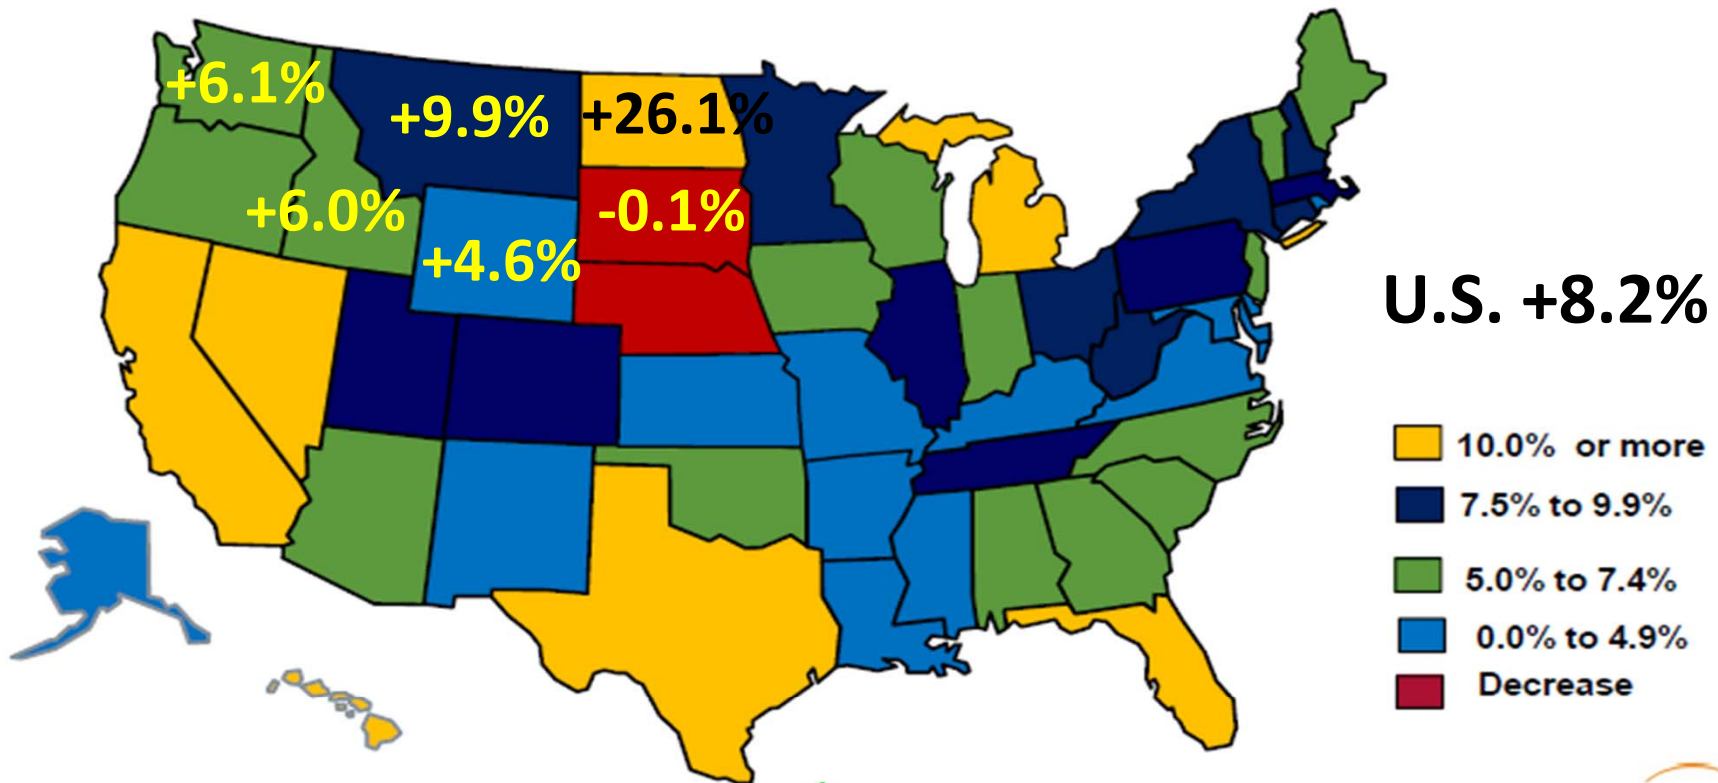 +6.1%
+9.9%
+26.1%
+6.0%
-0.1%
+4.6%
U.S. +8.2%
10.0% or more
7.5% to 9.9%
5.0% to 7.4%
0.0% to 4.9%
Decrease